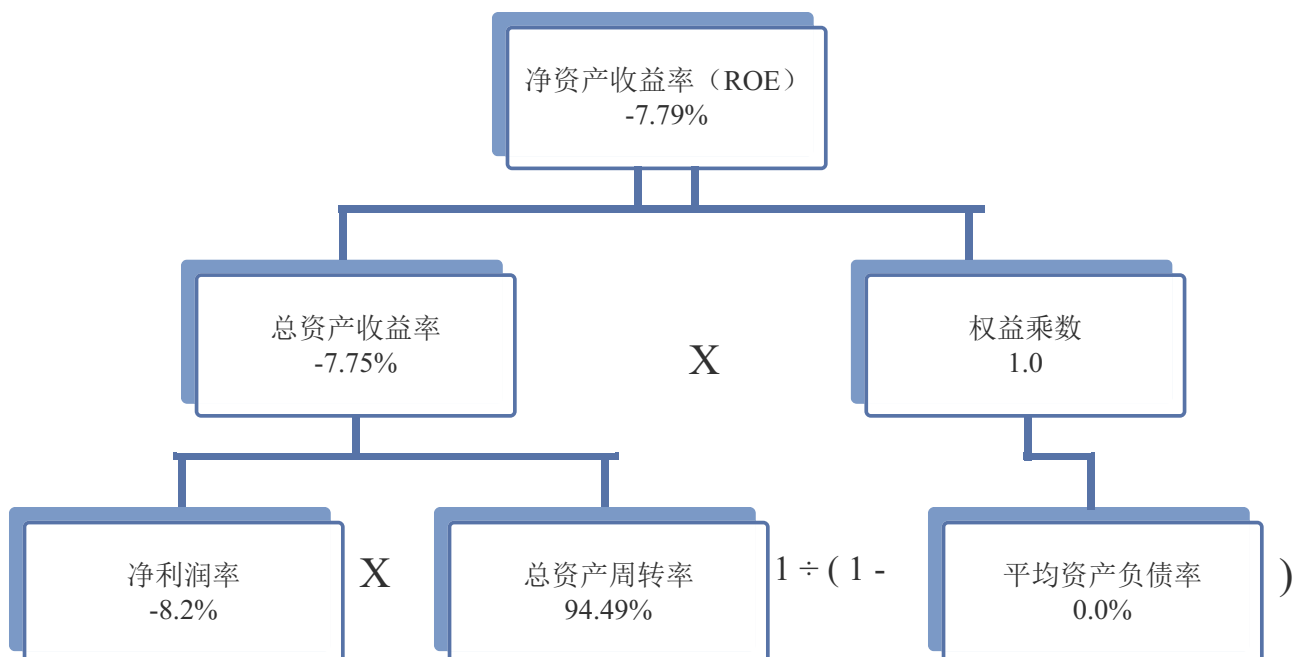 净资产收益率（ROE）
-7.79%
总资产收益率
-7.75%
X
权益乘数
1.0
净利润率
-8.2%
X
总资产周转率
94.49%
1 ÷ ( 1 -
平均资产负债率
0.0%
)